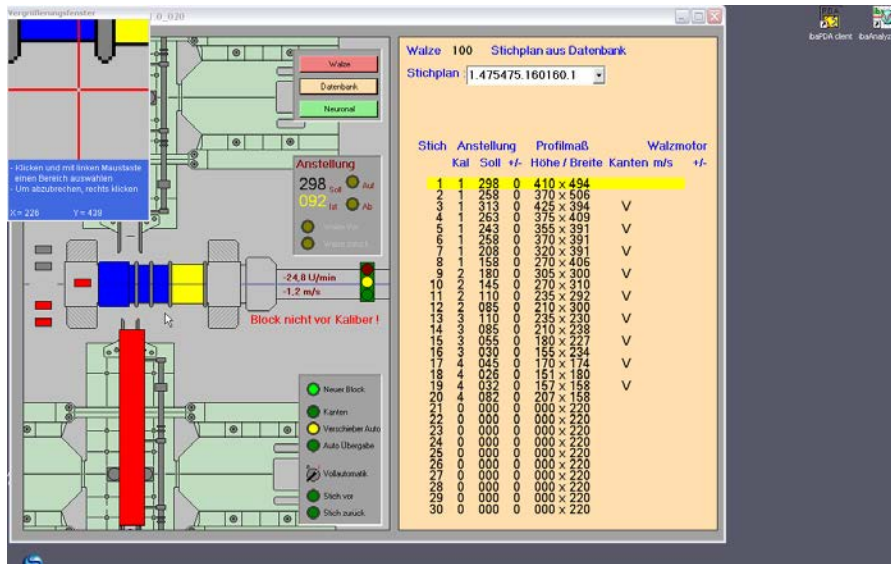 Vergrößerungsfenster
.0_020
- Klicken und mit linken Maustaste
einen Bereich auswählen
- Um abzubrechen, rechts klicken
X = 226 Y = 439
Walze
Datenbank
Neuronal
Anstellung
298 Soll Auf
092 Ist Ab
-24,8 U/min
-1,2 m/s
Block nicht vor Kaliber !
Neuer Block
Kanten
Verschieber Auto
Auto Übergabe
Vollautomatik
Stich vor
Stich zurück
Walze 100 Stichplan aus Datenbank
Stichplan : 1.475475.160160.1
Stich Anstellung Profilmaß Walzmotor
Kal Soll +/- Höhe / Breite Kanten m/s +/-
1 1 298 0 410 x 494
2 1 258 0 370 x 506
3 1 313 0 425 x 394 V
4 1 263 0 375 x 409
5 1 243 0 355 x 391 V
6 1 258 0 370 x 391
7 1 208 0 320 x 391 V
8 1 158 0 270 x 406
9 2 180 0 305 x 300 V
10 2 145 0 270 x 310
11 2 110 0 235 x 292 V
12 2 085 0 210 x 300
13 3 110 0 235 x 230 V
14 3 085 0 210 x 238
15 3 055 0 180 x 227 V
16 3 030 0 155 x 234
17 4 045 0 170 x 174 V
18 4 026 0 151 x 180
19 4 032 0 157 x 158 V
20 4 082 0 207 x 158
21 0 000 0 000 x 220
22 0 000 0 000 x 220
23 0 000 0 000 x 220
24 0 000 0 000 x 220
25 0 000 0 000 x 220
26 0 000 0 000 x 220
27 0 000 0 000 x 220
28 0 000 0 000 x 220
29 0 000 0 000 x 220
30 0 000 0 000 x 220
PDA
ibaPDA client ibaAnalyz